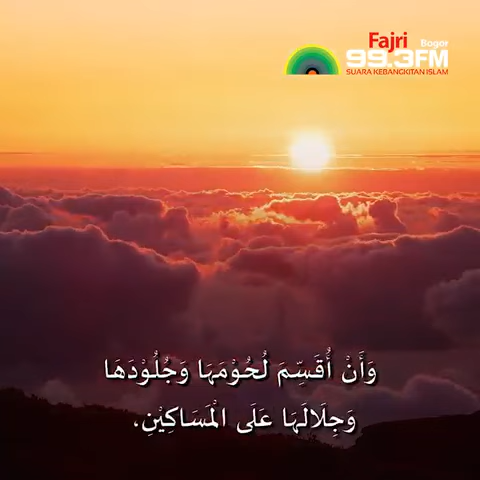 Fajri Bogor
99.3FM
SUARA KEBANGKITAN ISLAM
وَأَنْ أُقَسِّمَ لُحُوْمَهَا وَجُلُوْدَهَا
وَجِلَالَهَا عَلَى الْمَسَاكِيْنِ،